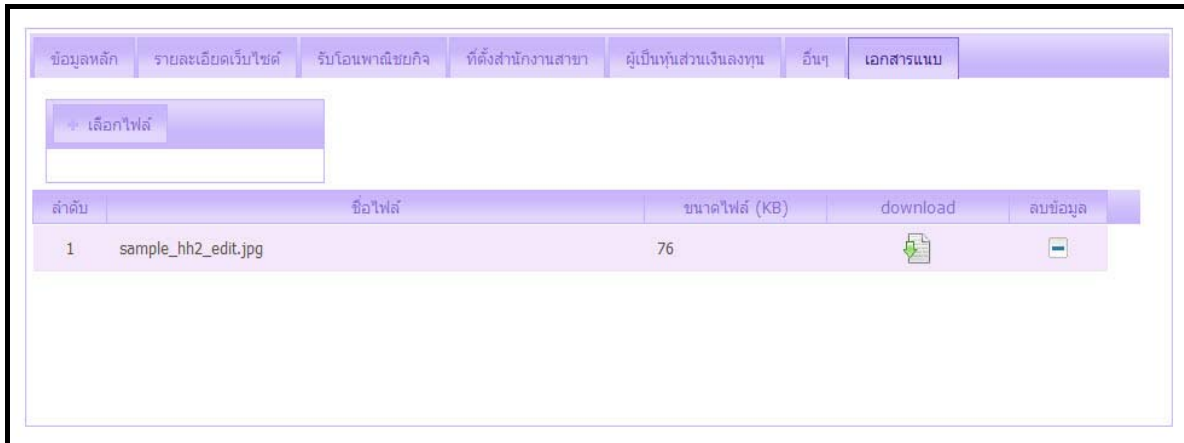 ข้อมูลหลัก รายละเอียดเว็บไซต์ รับโอนพาณิชยกิจ ที่ตั้งสำนักงานสาขา ผู้เป็นหุ้นส่วนเงินลงทุน อื่นๆ เอกสารแนบ
+ เลือกไฟล์
ลำดับ ชื่อไฟล์ ขนาดไฟล์ (KB) download ลบข้อมูล
1 sample_hh2_edit.jpg 76